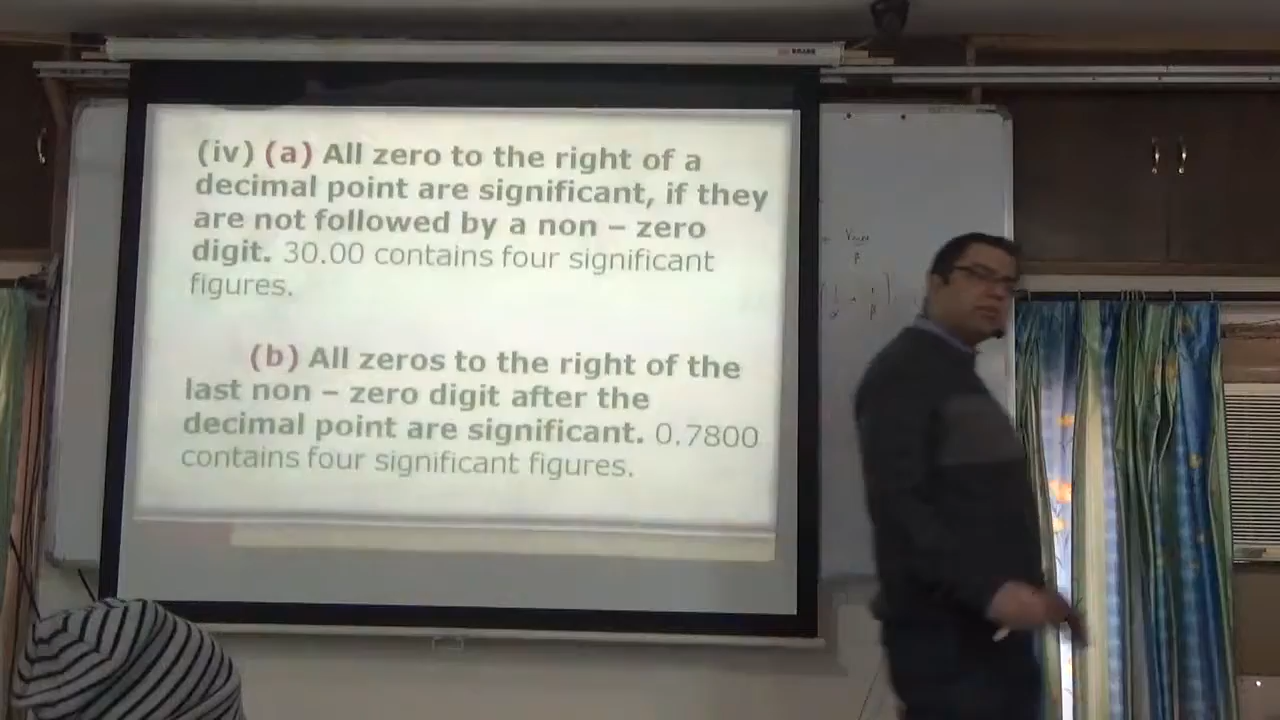 (iv) (a) All zero to the right of a
decimal point are significant, if they
are not followed by a non – zero
digit. 30.00 contains four significant
figures.
(b) All zeros to the right of the
last non – zero digit after the
decimal point are significant. 0.7800
contains four significant figures.